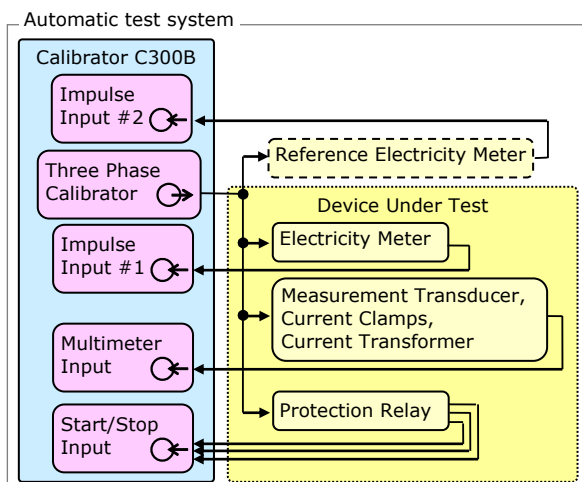 Automatic test system
Calibrator C300B
Impulse
Input #2
Three Phase
Calibrator
Impulse
Input #1
Multimeter
Input
Start/Stop
Input
Reference Electricity Meter
Device Under Test
Electricity Meter
Measurement Transducer,
Current Clamps,
Current Transformer
Protection Relay